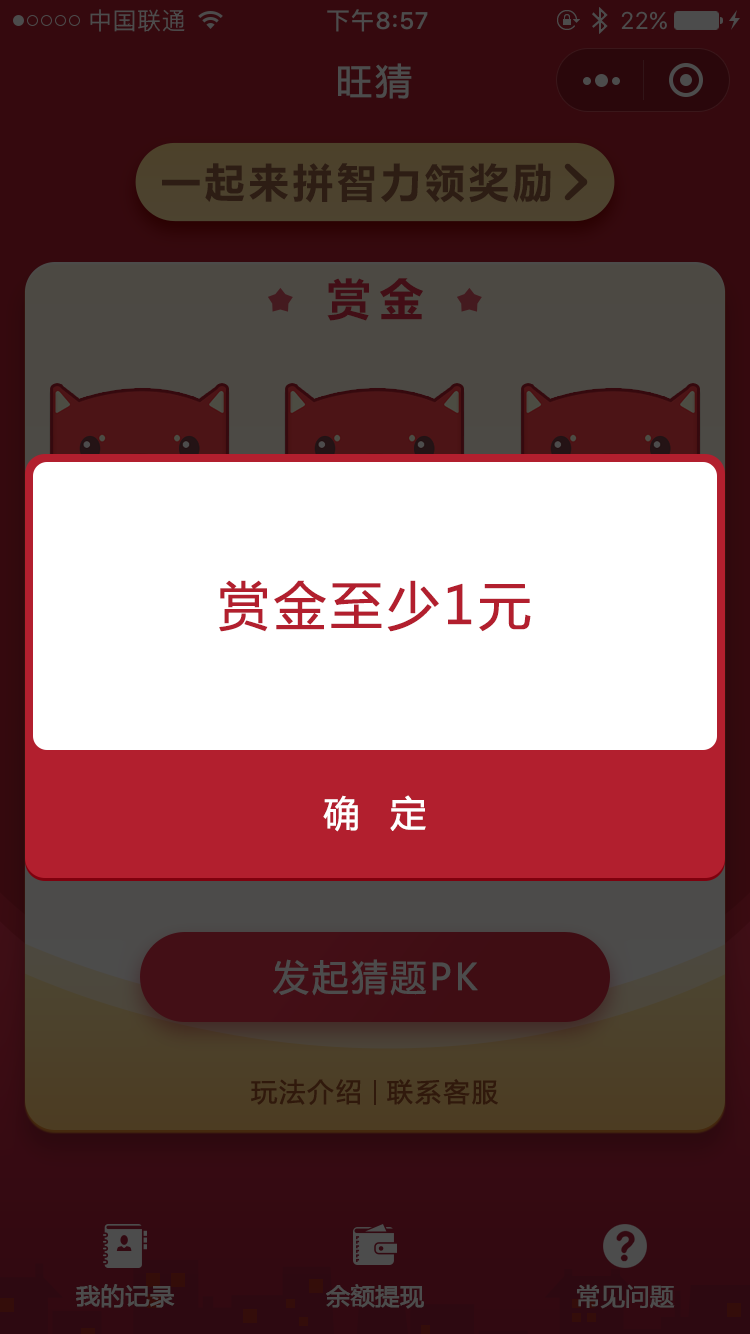 中国联通 下午8:57 22%
旺猜
一起来拼智力领奖励
赏金
赏金至少1元
确 定
发起猜题PK
玩法介绍|联系客服
我的记录 余额提现 常见问题